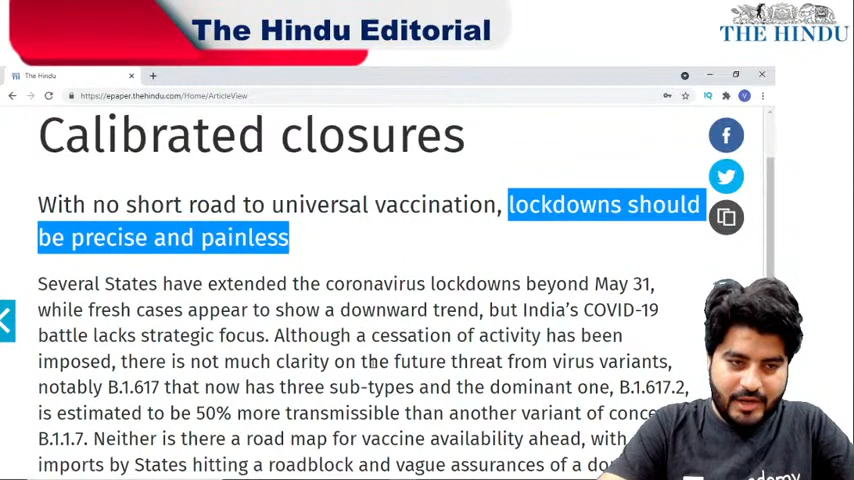 The Hindu Editorial
THE HINDU
The Hindu
https://epaper.thehindu.com/Home/ArticleView
Calibrated closures
With no short road to universal vaccination, lockdowns should
be precise and painless
Several States have extended the coronavirus lockdowns beyond May 31,
while fresh cases appear to show a downward trend, but India's COVID-19
battle lacks strategic focus. Although a cessation of activity has been
imposed, there is not much clarity on the future threat from virus variants,
notably B.1.617 that now has three sub-types and the dominant one, B.1.617.2,
is estimated to be 50% more transmissible than another variant of
B.1.1.7. Neither is there a road map for vaccine availability ahead, with
imports by States hitting a roadblock and vague assurances of a